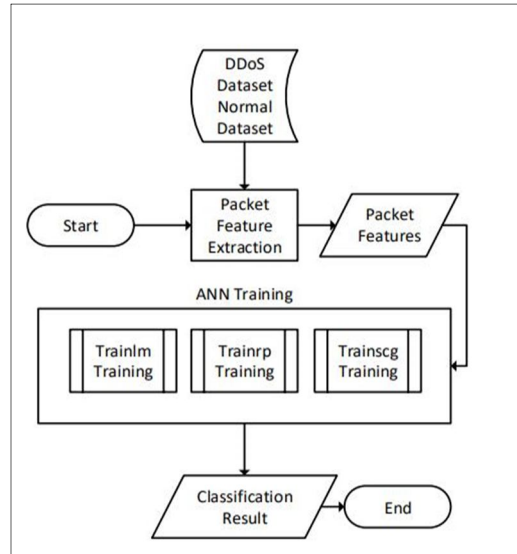 DDoS
Dataset
Normal
Dataset
Start
Packet
Feature
Extraction
Packet
Features
ANN Training
Trainlm
Training
Trainrp
Training
Trainscg
Training
Classification
Result
End